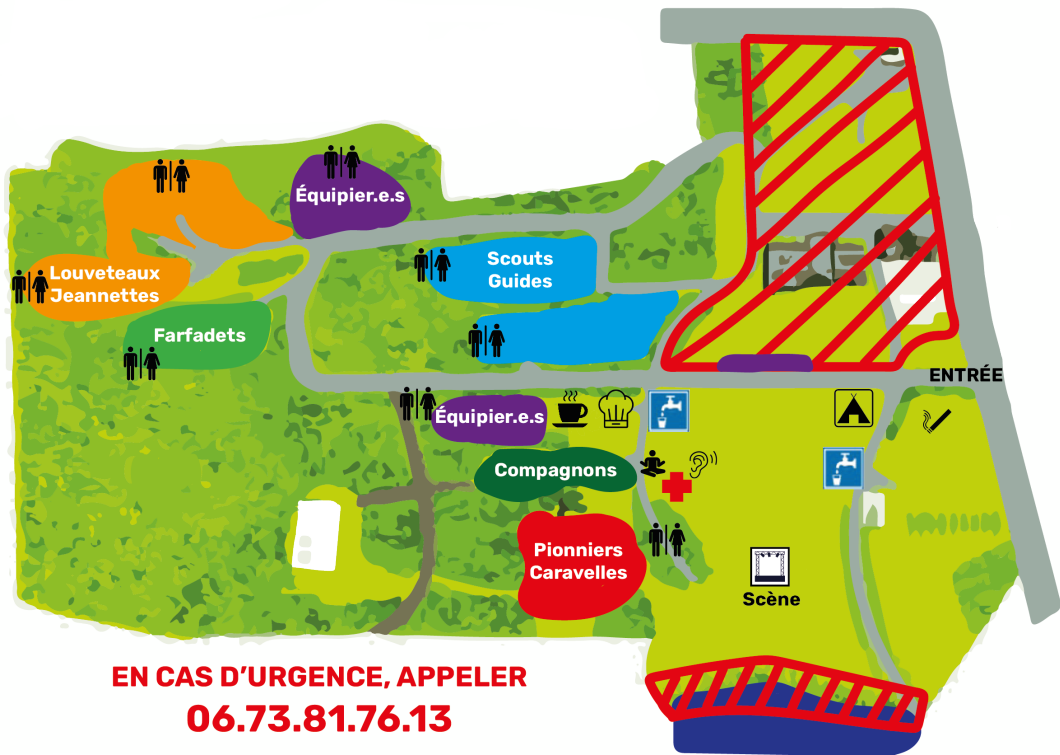 Équipier.e.s
Louveteaux
Jeannettes
Scouts
Guides
Farfadets
ENTRÉE
Équipier.e.s
Compagnons
Pionniers
Caravelles
Scène
EN CAS D'URGENCE, APPELER
06.73.81.76.13